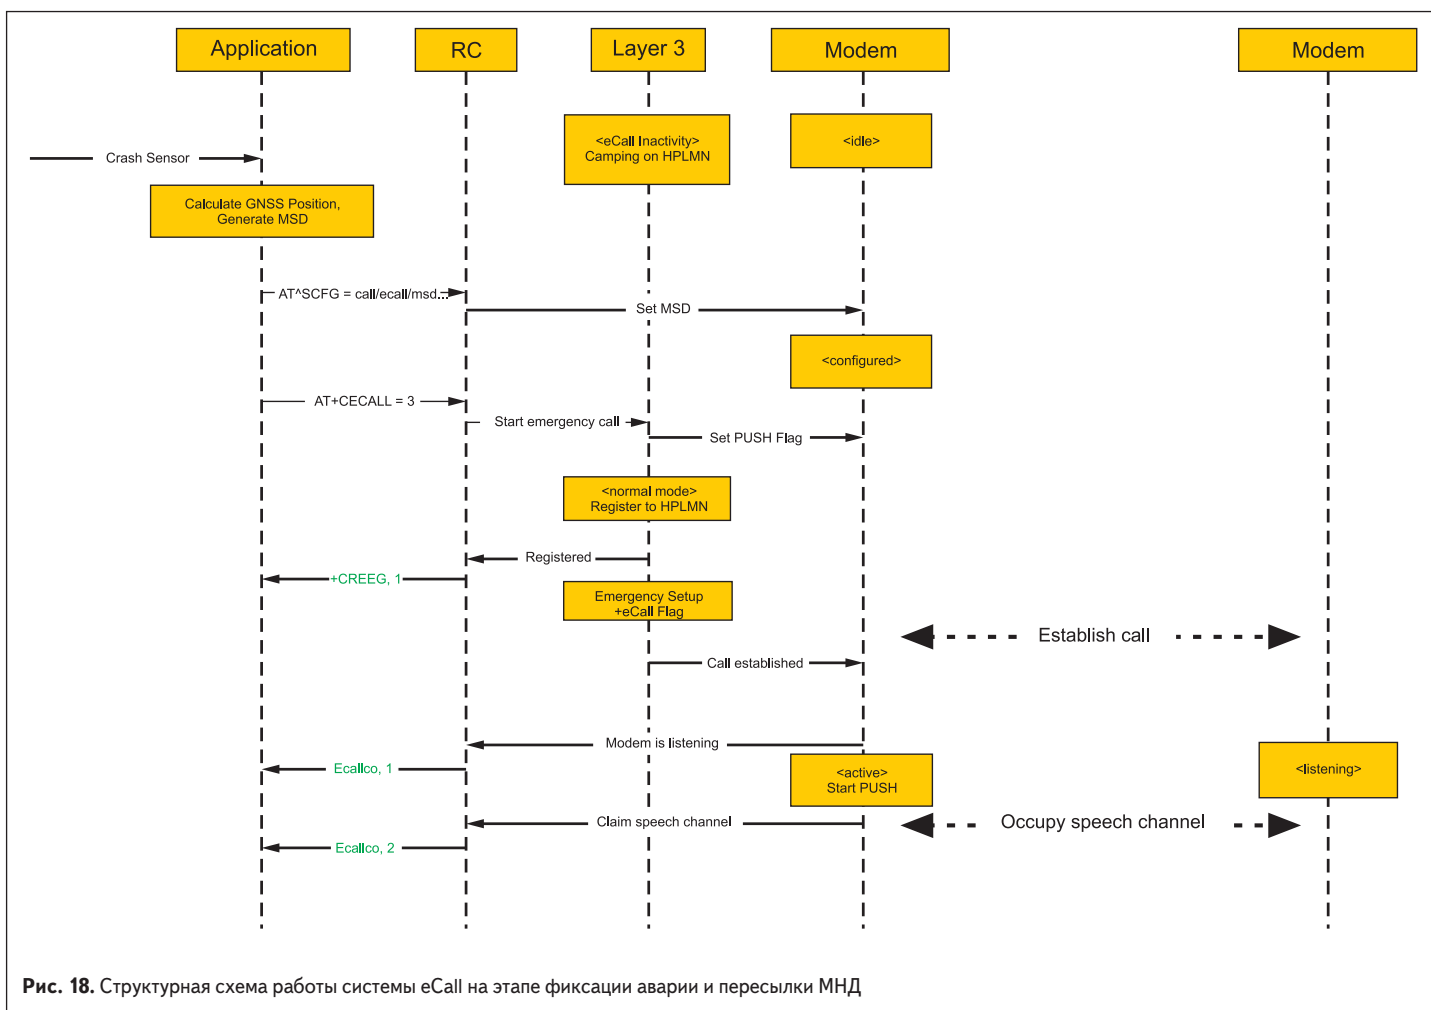 Application
RC
Layer 3
Modem
Modem
<eCall Inactivity>
Camping on HPLMN
<idle>
Crash Sensor
Calculate GNSS Position,
Generate MSD
AT^SCFG = call/ecall/msd...
Set MSD
<configured>
AT+CECALL = 3
Start emergency call
Set PUSH Flag
<normal mode>
Register to HPLMN
Registered
+CREEG, 1
Emergency Setup
+eCall Flag
Establish call
Call established
Modem is listening
Ecallco, 1
<active>
Start PUSH
<listening>
Claim speech channel
Occupy speech channel
Ecallco, 2
Рис. 18. Структурная схема работы системы eCall на этапе фиксации аварии и пересылки МНД